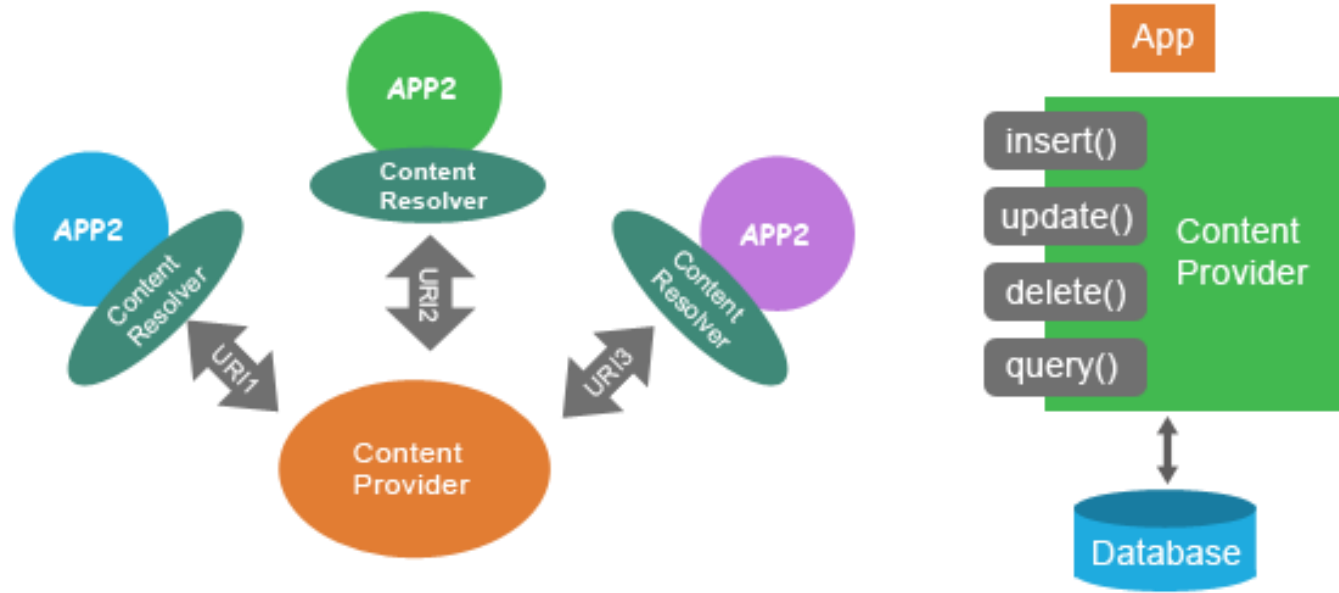 APP2
Content
Resolver
APP2
Content
Resolver
APP2
Content
Resolver
URI1
URI2
URI3
Content
Provider
App
insert()
update()
delete()
query()
Content
Provider
Database